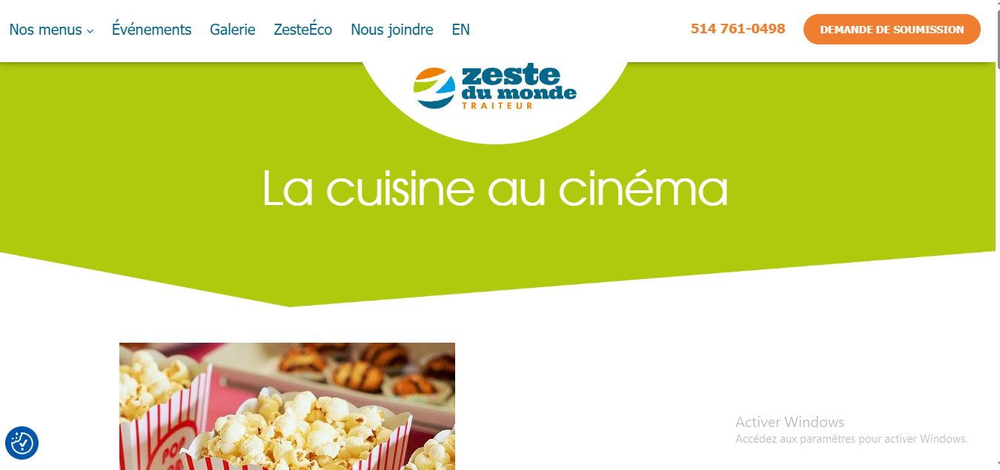 Nos menus
Événements
Galerie
ZesteÉco
Nous joindre
EN
514 761-0498
DEMANDE DE SOUMISSION
zeste
du monde
TRAITEUR
La cuisine au cinéma
POP
Activer Windows
Accédez aux paramètres pour activer Windows.